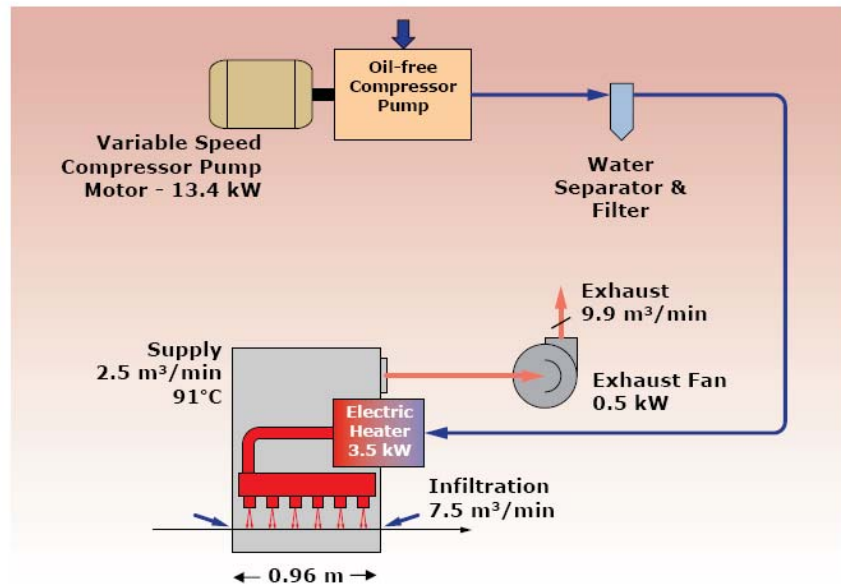 Oil-free
Compressor
Pump
Variable Speed
Compressor Pump
Motor - 13.4 kW
Water
Separator &
Filter
Exhaust
9.9 m³/min
Supply
2.5 m³/min
91°C
Exhaust Fan
0.5 kW
Electric
Heater
3.5 kW
Infiltration
7.5 m³/min
0.96 m